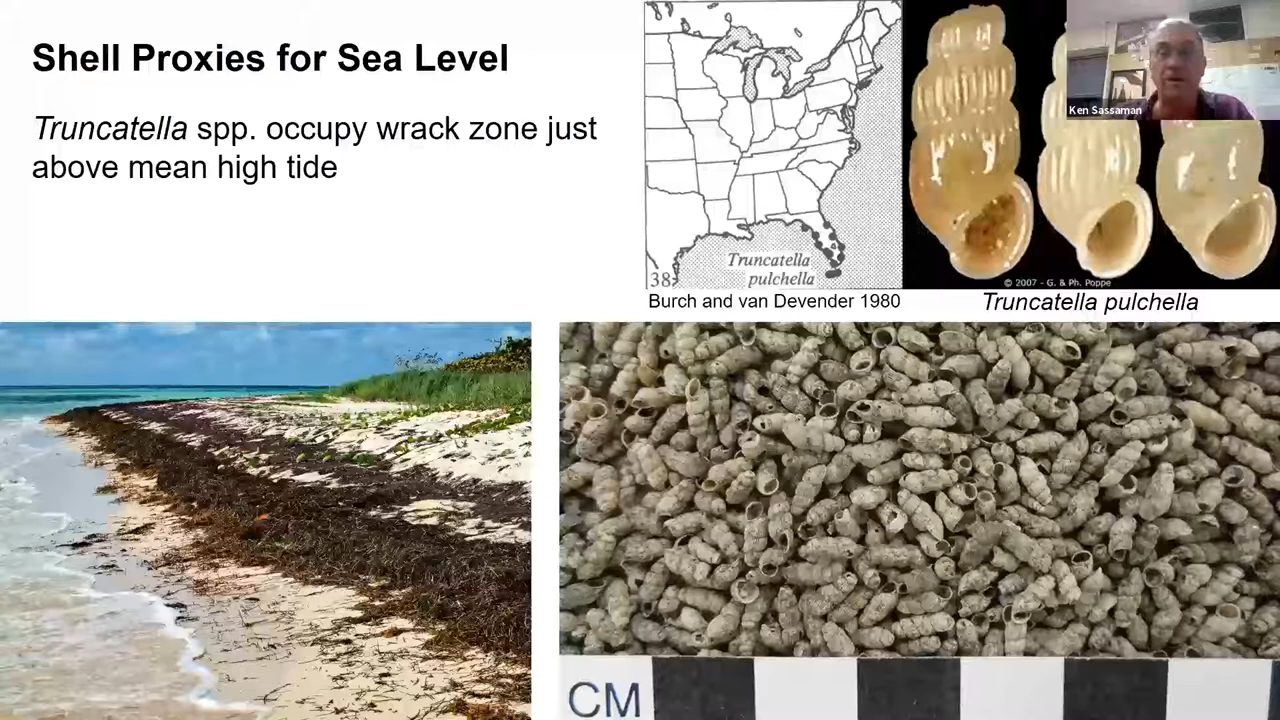 Shell Proxies for Sea Level
Truncatella spp. occupy wrack zone just
above mean high tide
Truncatella
pulchella
38
Burch and van Devender 1980
Ken Sassaman
© 2007 - G. & Ph. Poppe
Truncatella pulchella
CM